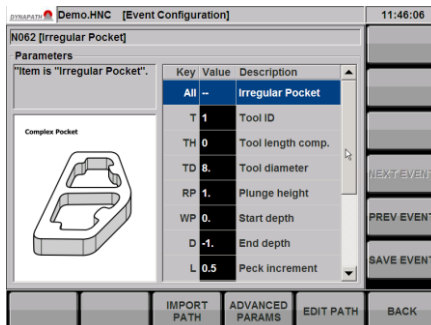 DYNAPATH Demo.HNC [Event Configuration] 11:46:06
N062 [Irregular Pocket]
Parameters
"Item is "Irregular Pocket".
Complex Pocket
Key Value Description
All -- Irregular Pocket
T 1 Tool ID
TH 0 Tool length comp.
TD 8. Tool diameter
RP 1. Plunge height
WP 0. Start depth
D -1. End depth
L 0.5 Peck increment
NEXT EVENT
PREV EVENT
SAVE EVENT
IMPORT PATH
ADVANCED PARAMS
EDIT PATH
BACK